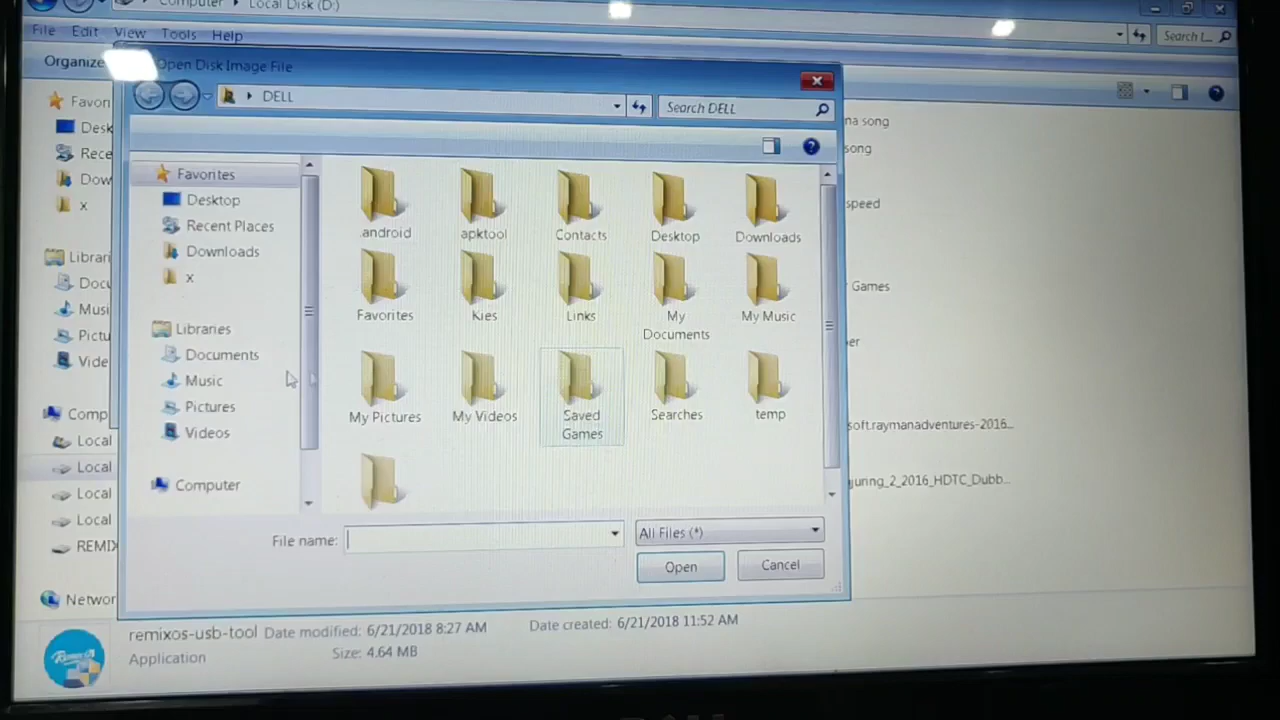 Computer Local Disk (D:)
File Edit View Tools Help
Search L...
Organize
Open Disk Image File
DELL
Search DELL
Favorites
Desktop
Recent Places
Downloads
x
Libraries
Documents
Music
Pictures
Videos
Computer
.android apktool Contacts Desktop Downloads
Favorites Kies Links My Documents My Music
My Pictures My Videos Saved Games Searches temp
File name:
All Files (*)
Open Cancel
Favori
Desk
Rece
Dow
x
Librari
Docu
Musi
Pictu
Vide
Comp
Local
Local
Local
Local
REMIX
Networ
na song
song
speed
Games
er
soft.raymanadventures-2016...
juring_2_2016_HDTC_Dubb...
remixos-usb-tool Date modified: 6/21/2018 8:27 AM Date created: 6/21/2018 11:52 AM
Application Size: 4.64 MB